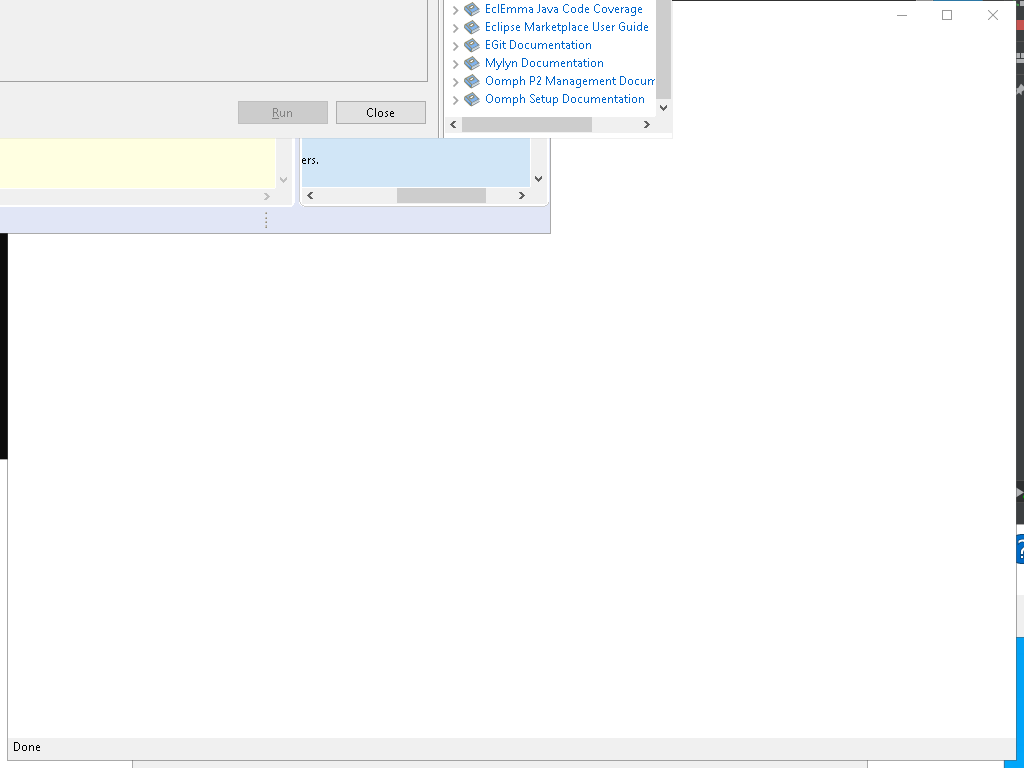 EclEmma Java Code Coverage
Eclipse Marketplace User Guide
EGit Documentation
Mylyn Documentation
Oomph P2 Management Docum
Oomph Setup Documentation
Run
Close
ers.
Done